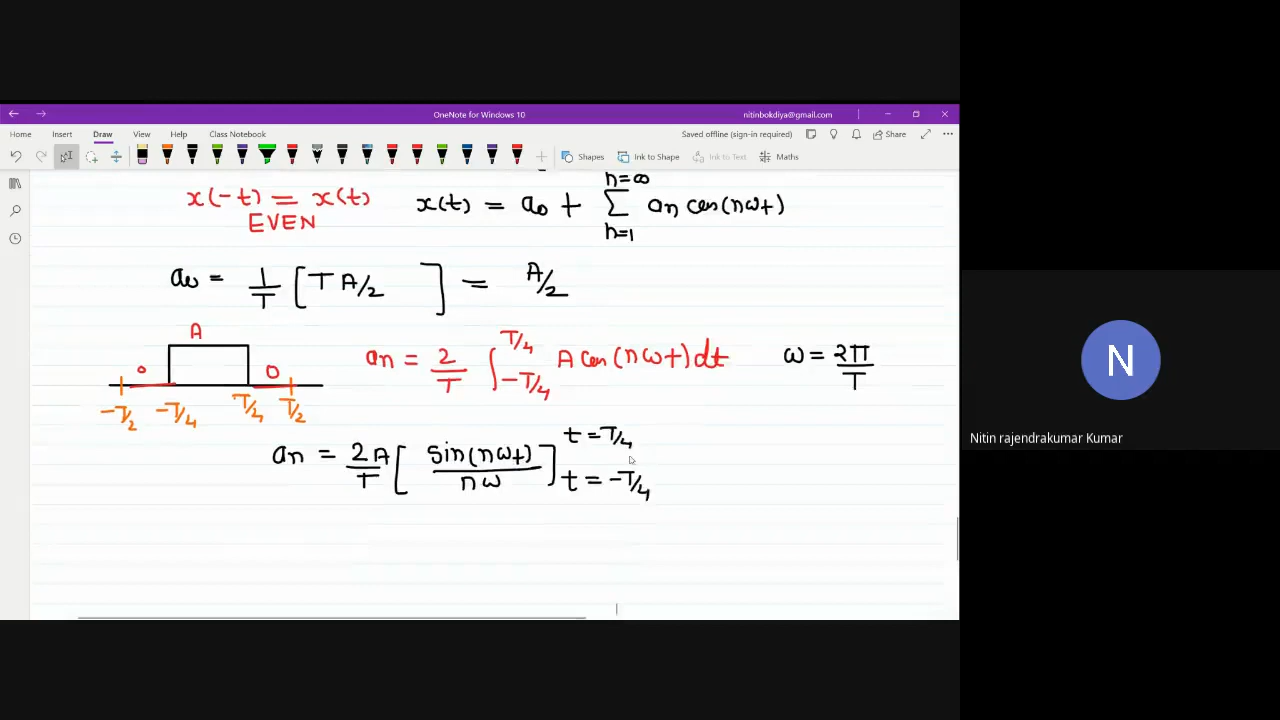 OneNote for Windows 10
nitinbokdiya@gmail.com
Home Insert Draw View Help Class Notebook
Saved offline (sign-in required) Share
Shapes Ink to Shape Ink to Text Maths
x(-t) = x(t)
EVEN
x(t) = a0 + ∑ n=1 n=∞ an cos(nωt)
a0 = 1/T [T A/2 ] = A/2
A
0 0
-T/2 -T/4 T/4 T/2
an = 2/T ∫ -T/4 T/4 A cos(nωt) dt
ω = 2π/T
an = 2A/T [ sin(nωt)/nω ] t = T/4 t = -T/4
N
Nitin rajendrakumar Kumar